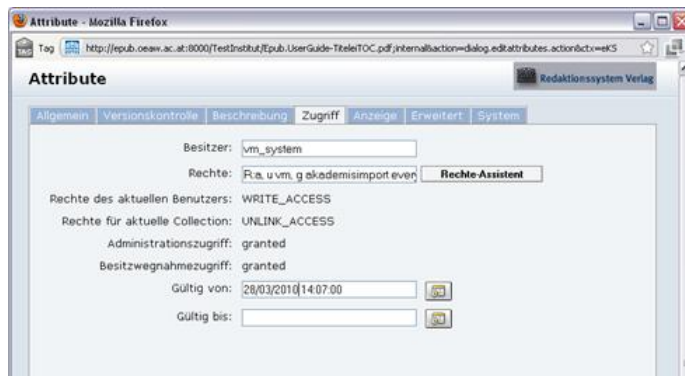 Attribute - Mozilla Firefox
Tag http://epub.oeaw.ac.at:8000/TestInstitut/Epub.UserGuide-TiteleiTOC.pdf;internal&action=dialog.editattributes.action&ctx=eKS
Attribute
Redaktionssystem Verlag
Allgemein Versionskontrolle Beschreibung Zugriff Anzeige Erweitert System
Besitzer: vm_system
Rechte: R:a, u vm, g akademisimport ever Rechte-Assistent
Rechte des aktuellen Benutzers: WRITE_ACCESS
Rechte für aktuelle Collection: UNLINK_ACCESS
Administrationszugriff: granted
Besitzwegnahmezugriff: granted
Gültig von: 28/03/2010 14:07:00
Gültig bis: